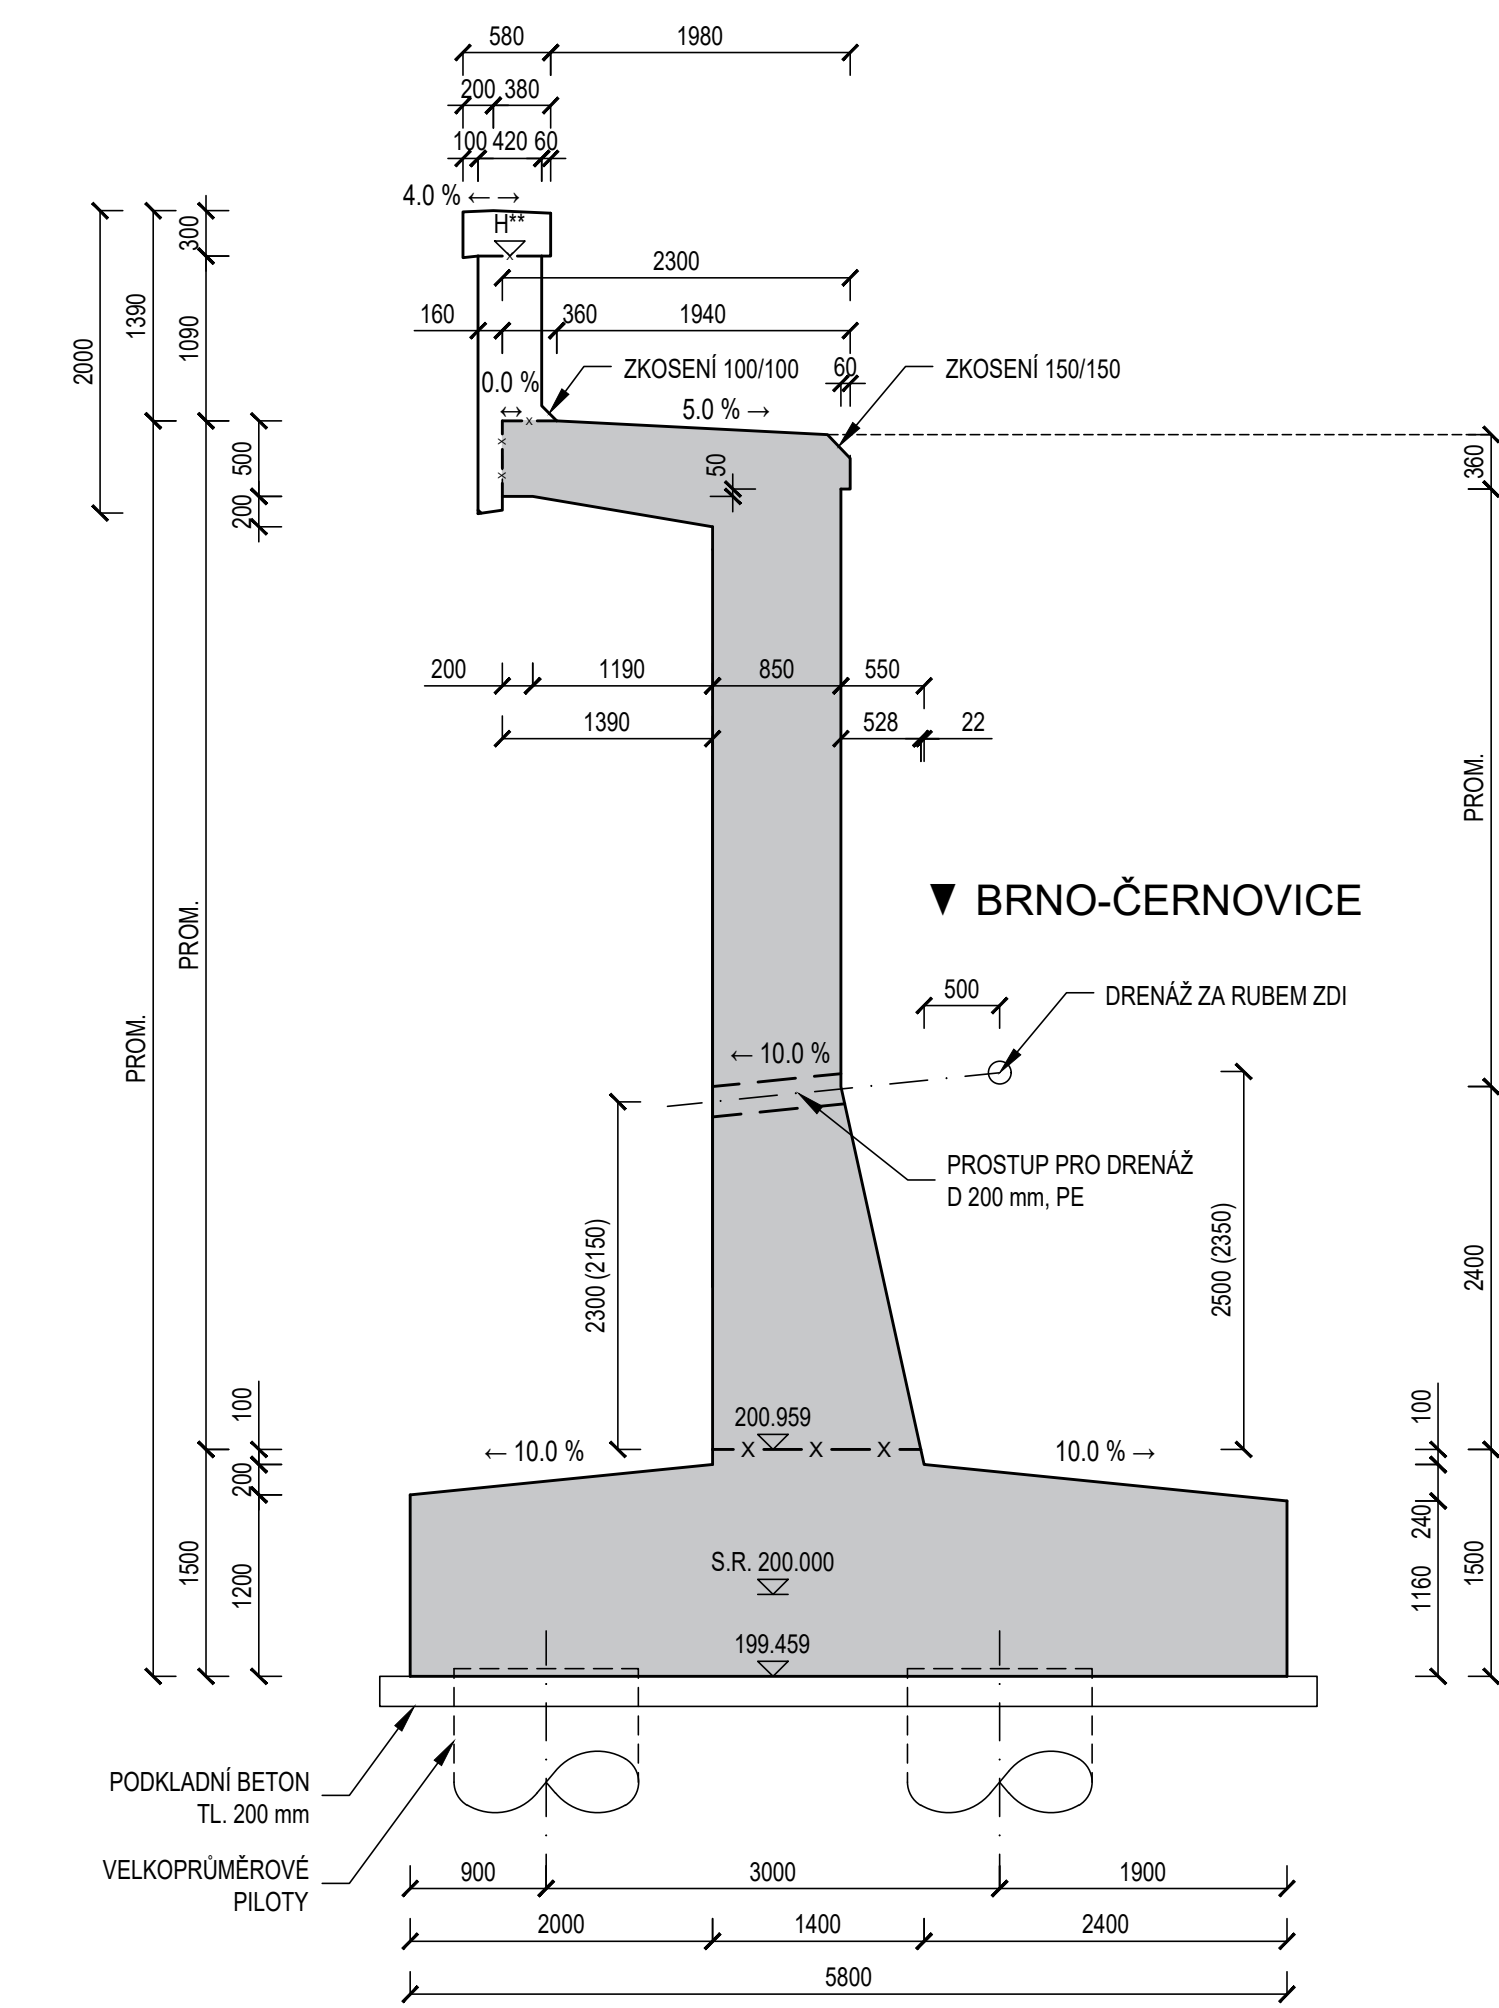 580 1980
200 380
100 420 60
4.0 % ← →
H**
300
2300
160 360 1940
1390
1090
2000
ZKOSENÍ 100/100
60
ZKOSENÍ 150/150
0.0 %
↔
5.0 % →
500
50
360
200
200 1190 850 550
1390 528 22
PROM.
▼ BRNO-ČERNOVICE
PROM.
500
DRENÁŽ ZA RUBEM ZDI
PROM.
← 10.0 %
PROSTUP PRO DRENÁŽ
D 200 mm, PE
2300 (2150)
2500 (2350)
2400
100
200.959
100
← 10.0 %
x x x
10.0 % →
200
240
1500
1200
S.R. 200.000
1160
1500
199.459
PODKLADNÍ BETON
TL. 200 mm
VELKOPRŮMĚROVÉ
PILOTY
900 3000 1900
2000 1400 2400
5800